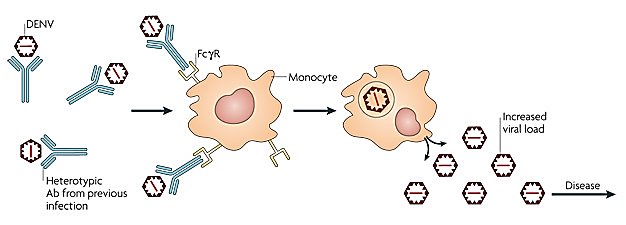 DENV
Heterotypic
Ab from previous
infection
FcγR
Monocyte
Increased
viral load
Disease